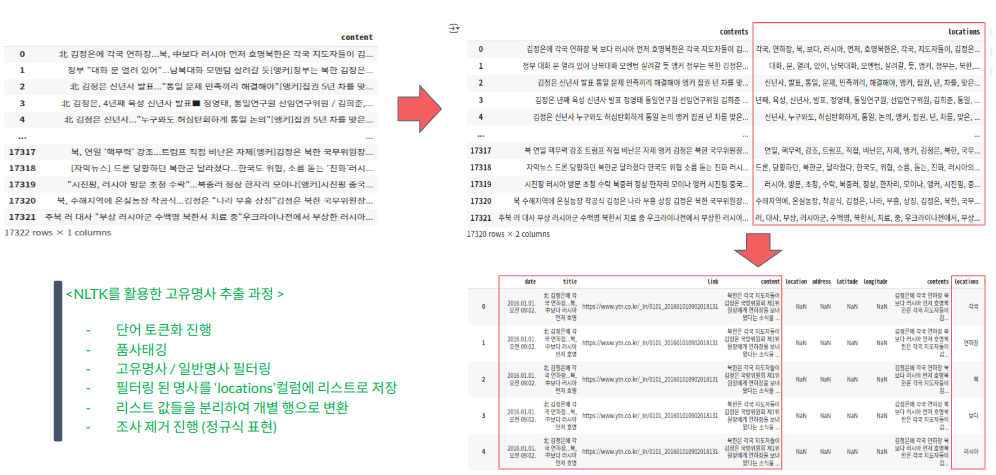 content
0 北 김정은에 각국 연하장...북, 中보다 러시아 먼저 호명북한은 각국 지도자들이 김...
1 정부 "대화 문 열려 있어"...남북대화 모멘텀 살려갈 듯[앵커]정부는 북한 김정은...
2 北 김정은 신년사 발표..."통일 문제 민족끼리 해결해야"[앵커]집권 5년 차를 맞...
3 北 김정은, 4년째 육성 신년사 발표■ 정영태, 통일연구원 선임연구위원 / 김희준,...
4 北 김정은 신년사..."누구와도 허심탄회하게 통일 논의"[앵커]집권 5년 차를 맞은...
... ...
17317 북, 연일 '핵무력' 강조...트럼프 직접 비난은 자제[앵커]김정은 북한 국무위원장...
17318 [자막뉴스] 드론 당황하던 북한군 달라졌다...한국도 위협, 소름 돋는 '진화'러시...
17319 "시진핑, 러시아 방문 초청 수락"...북중러 정상 한자리 모이나[앵커]시진핑 중국...
17320 북, 수해지역에 온실농장 착공식...김정은 "나라 부흥 상징"김정은 북한 국무위원장...
17321 주북 러 대사 "부상 러시아군 수백명 북한서 치료 중"우크라이나전에서 부상한 러시아...
17322 rows × 1 columns
contents locations
0 김정은에 각국 연하장 북 보다 러시아 먼저 호명북한은 각국 지도자들이 김... 각국, 연하장, 북, 보다, 러시아, 먼저, 호명북한은, 각국, 지도자들이, 김정은...
1 정부 대화 문 열려 있어 남북대화 모멘텀 살려갈 듯 앵커 정부는 북한 김정은... 대화, 문, 열려, 있어, 남북대화, 모멘텀, 살려갈, 듯, 앵커, 정부는, 북한,...
2 김정은 신년사 발표 통일 문제 민족끼리 해결해야 앵커 집권 년 차를 맞... 신년사, 발표, 통일, 문제, 민족끼리, 해결해야, 앵커, 집권, 년, 차를, 맞은...
3 김정은 년째 육성 신년사 발표 정영태 통일연구원 선임연구위원 김희준 ... 년째, 육성, 신년사, 발표, 정영태, 통일연구원, 선임연구위원, 김희준, 통일, ...
4 김정은 신년사 누구와도 허심탄회하게 통일 논의 앵커 집권 년 차를 맞은... 신년사, 누구와도, 허심탄회하게, 통일, 논의, 앵커, 집권, 년, 차를, 맞은, ...
... ... ...
17317 북 연일 핵무력 강조 트럼프 직접 비난은 자제 앵커 김정은 북한 국무위원장... 연일, 핵무력, 강조, 트럼프, 직접, 비난은, 자제, 앵커, 김정은, 북한, 국무위...
17318 자막뉴스 드론 당황하던 북한군 달라졌다 한국도 위협 소름 돋는 진화 러시... 드론, 당황하던, 북한군, 달라졌다, 한국도, 위협, 소름, 돋는, 진화, 러시아의...
17319 시진핑 러시아 방문 초청 수락 북중러 정상 한자리 모이나 앵커 시진핑 중국... 러시아, 방문, 초청, 수락, 북중러, 정상, 한자리, 모이나, 앵커, 시진핑, 중...
17320 북 수해지역에 온실농장 착공식 김정은 나라 부흥 상징 김정은 북한 국무위원장... 수해지역에, 온실농장, 착공식, 김정은, 나라, 부흥, 상징, 김정은, 북한, 국무...
17321 주북 러 대사 부상 러시아군 수백명 북한서 치료 중 우크라이나전에서 부상한 러시아... 러, 대사, 부상, 러시아군, 수백명, 북한서, 치료, 중, 우크라이나전에서, 부상...
17320 rows × 2 columns
<NLTK를 활용한 고유명사 추출 과정 >
- 단어 토큰화 진행
- 품사태깅
- 고유명사 / 일반명사 필터링
- 필터링 된 명사를 'locations'컬럼에 리스트로 저장
- 리스트 값들을 분리하여 개별 행으로 변환
- 조사 제거 진행 (정규식 표현)
date title link contents location address latitude longitude contents locations
0 2016.01.01. 오전 09:02. 北 김정은에 각국 연하장...북, 中보다 러시아 먼저 호명 https://www.ytn.co.kr/_ln/0101_201601010902018131 북한은 각국 지도자들이 김정은 국방위원회 제1위원장에게 연하장을 보내왔다는 소식을 ... NaN NaN NaN NaN 김정은에 각국 연하장 북 보다 러시아 먼저 호명북한은 각국 지도자들이 김... 각국
1 2016.01.01. 오전 09:02. 北 김정은에 각국 연하장...북, 中보다 러시아 먼저 호명 https://www.ytn.co.kr/_ln/0101_201601010902018131 북한은 각국 지도자들이 김정은 국방위원회 제1위원장에게 연하장을 보내왔다는 소식을 ... NaN NaN NaN NaN 김정은에 각국 연하장 북 보다 러시아 먼저 호명북한은 각국 지도자들이 김... 연하장
2 2016.01.01. 오전 09:02. 北 김정은에 각국 연하장...북, 中보다 러시아 먼저 호명 https://www.ytn.co.kr/_ln/0101_201601010902018131 북한은 각국 지도자들이 김정은 국방위원회 제1위원장에게 연하장을 보내왔다는 소식을 ... NaN NaN NaN NaN 김정은에 각국 연하장 북 보다 러시아 먼저 호명북한은 각국 지도자들이 김... 북
3 2016.01.01. 오전 09:02. 北 김정은에 각국 연하장...북, 中보다 러시아 먼저 호명 https://www.ytn.co.kr/_ln/0101_201601010902018131 북한은 각국 지도자들이 김정은 국방위원회 제1위원장에게 연하장을 보내왔다는 소식을 ... NaN NaN NaN NaN 김정은에 각국 연하장 북 보다 러시아 먼저 호명북한은 각국 지도자들이 김... 보다
4 2016.01.01. 오전 09:02. 北 김정은에 각국 연하장...북, 中보다 러시아 먼저 호명 https://www.ytn.co.kr/_ln/0101_201601010902018131 북한은 각국 지도자들이 김정은 국방위원회 제1위원장에게 연하장을 보내왔다는 소식을 ... NaN NaN NaN NaN 김정은에 각국 연하장 북 보다 러시아 먼저 호명북한은 각국 지도자들이 김... 러시아